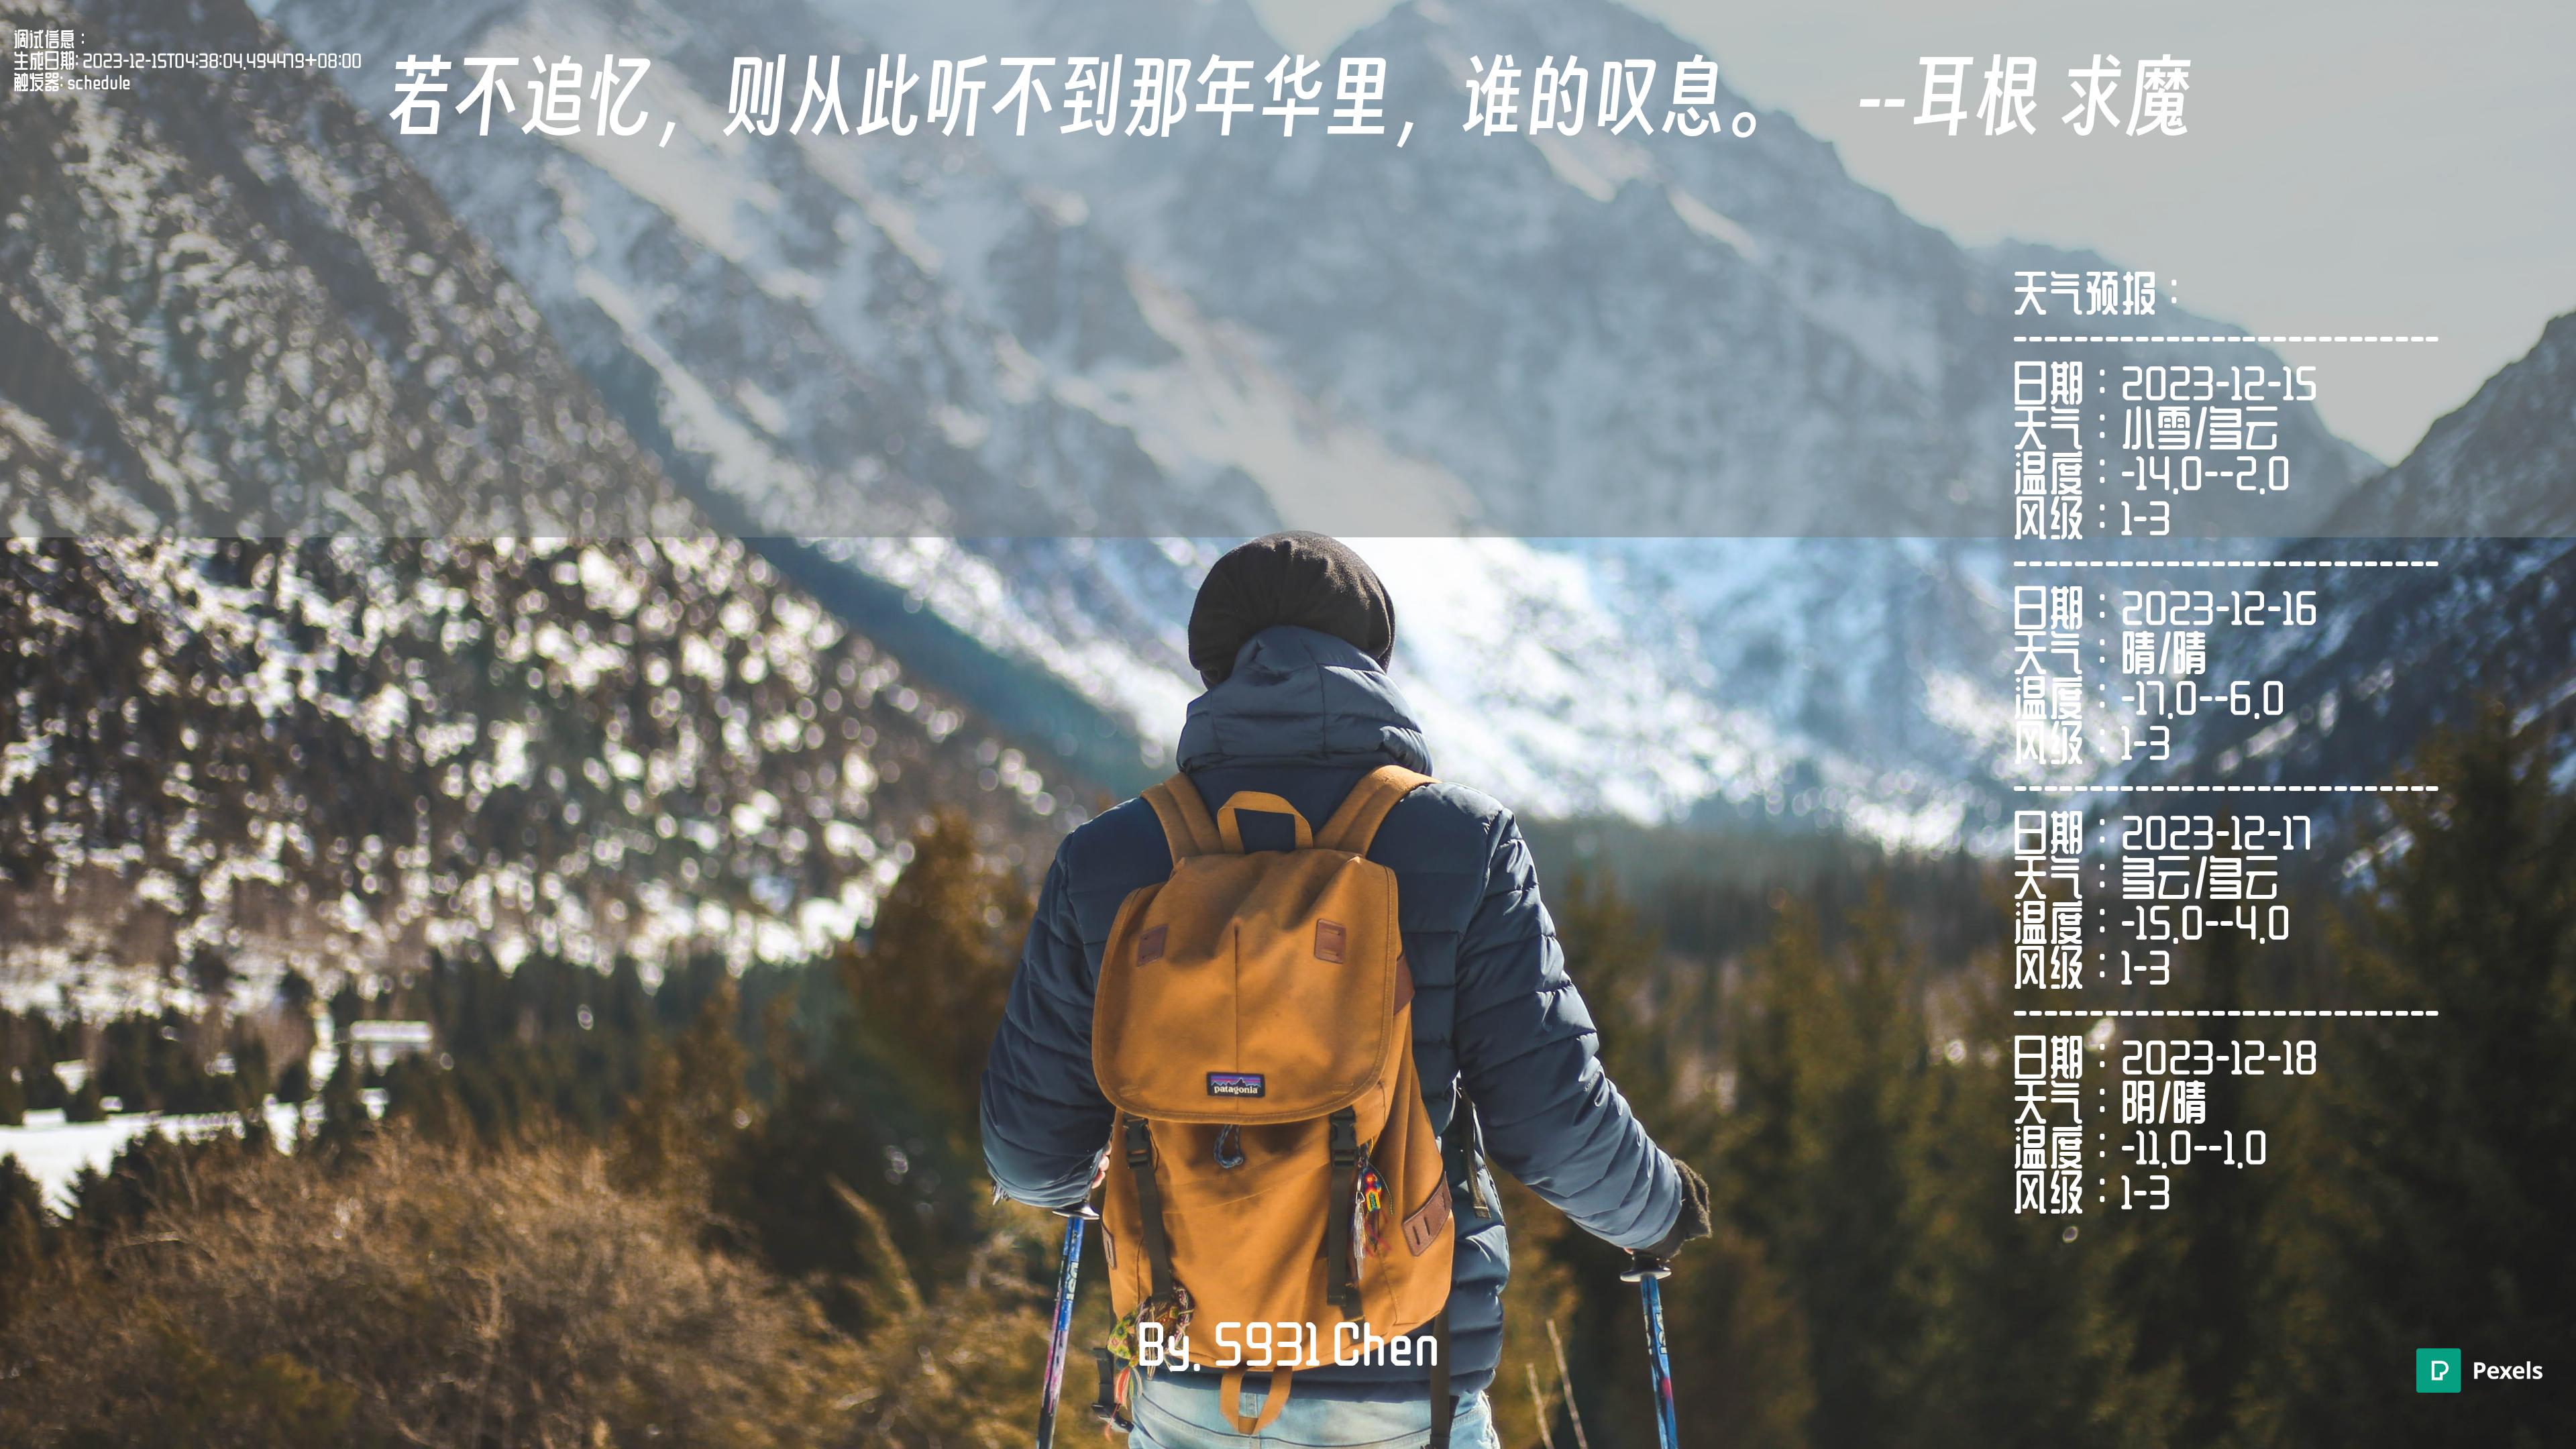 调试信息：
生成日期: 2023-12-15T04:38:04.494479+08:00
触发器: schedule
若不追忆，则从此听不到那年华里，谁的叹息。 --耳根 求魔
天气预报：
----------------------------
日期：2023-12-15
天气：小雪/多云
温度：-14.0--2.0
风级：1-3
----------------------------
日期：2023-12-16
天气：晴/晴
温度：-17.0--6.0
风级：1-3
----------------------------
日期：2023-12-17
天气：多云/多云
温度：-15.0--4.0
风级：1-3
----------------------------
日期：2023-12-18
天气：阴/晴
温度：-11.0--1.0
风级：1-3
patagonia
By. S931 Chen
Pexels